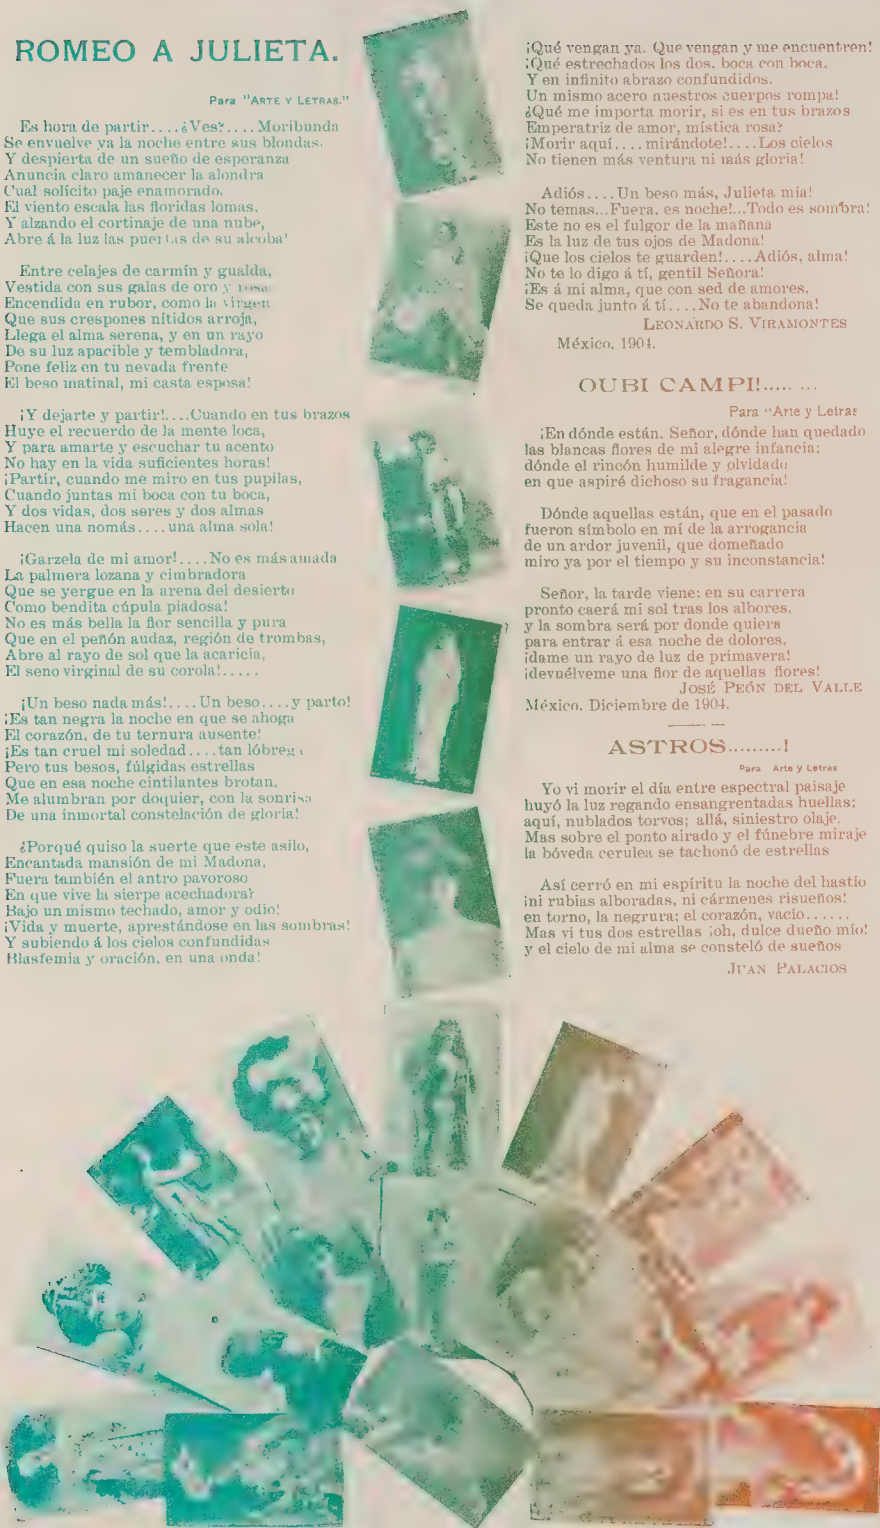 ROMEO A JULIETA.
Para "ARTE Y LETRAS."
Es hora de partir....¿Ves?....Moribunda
Se envuelve ya la noche entre sus blondas.
Y despierta de un sueño de esperanza
Anuncia claro amanecer la alondra
Cual solícito paje enamorado.
El viento escala las floridas lomas,
Y alzando el cortinaje de una nube,
Abre á la luz las puertas de su alcoba'
Entre celajes de carmín y gualda,
Vestida con sus galas de oro y rosa
Encendida en rubor, como la virgen
Que sus crespones nítidos arroja,
Llega el alma serena, y en un rayo
De su luz apacible y tembladora,
Pone feliz en tu nevada frente
El beso matinal, mi casta esposa!
¡Y dejarte y partir!....Cuando en tus brazos
Huye el recuerdo de la mente loca,
Y para amarte y escuchar tu acento
No hay en la vida suficientes horas!
¡Partir, cuando me miro en tus pupilas,
Cuando juntas mi boca con tu boca,
Y dos vidas, dos seres y dos almas
Hacen una nomás....una alma sola!
¡Garzela de mi amor!....No es más amada
La palmera lozana y cimbradora
Que se yergue en la arena del desierto
Como bendita cúpula piadosa!
No es más bella la flor sencilla y pura
Que en el peñón audaz, región de trombas,
Abre al rayo de sol que la acaricia,
El seno virginal de su corola!.....
¡Un beso nada más!....Un beso....y parto!
¡Es tan negra la noche en que se ahoga
El corazón, de tu ternura ausente!
¡Es tan cruel mi soledad....tan lóbrega
Pero tus besos, fúlgidas estrellas
Que en esa noche cintilantes brotan,
Me alumbran por doquier, con la sonrisa
De una inmortal constelación de gloria!
¿Porqué quiso la suerte que este asilo,
Encantada mansión de mi Madona,
Fuera también el antro pavoroso
En que vive la sierpe acechadora?
Bajo un mismo techado, amor y odio!
¡Vida y muerte, aprestándose en las sombras!
Y subiendo á los cielos confundidas
Blasfemia y oración, en una onda!
¡Qué vengan ya. Que vengan y me encuentren!
¡Qué estrechados los dos, boca con boca,
Y en infinito abrazo confundidos,
Un mismo acero nuestros cuerpos rompa!
¿Qué me importa morir, si es en tus brazos
Emperatriz de amor, mística rosa?
¡Morir aquí....mirándote!....Los cielos
No tienen más ventura ni más gloria!
Adiós....Un beso más, Julieta mía!
No temas...Fuera, es noche!...Todo es sombra!
Este no es el fulgor de la mañana
Es la luz de tus ojos de Madona!
¡Que los cielos te guarden!....Adiós, alma!
No te lo digo á tí, gentil Señora!
¡Es á mi alma, que con sed de amores,
Se queda junto á tí....No te abandona!
LEONARDO S. VIRAMONTES
México, 1904.
OUBI CAMPI!........
Para "Arte y Letras
¡En dónde están, Señor, dónde han quedado
las blancas flores de mi alegre infancia;
dónde el rincón humilde y olvidado
en que aspiré dichoso su fragancia!
Dónde aquellas están, que en el pasado
fueron símbolo en mí de la arrogancia
de un ardor juvenil, que domeñado
miro ya por el tiempo y su inconstancia!
Señor, la tarde viene: en su carrera
pronto caerá mi sol tras los albores,
y la sombra será por donde quiera
para entrar á esa noche de dolores,
¡dame un rayo de luz de primavera!
¡devuélveme una flor de aquellas flores!
JOSÉ PEÓN DEL VALLE
México, Diciembre de 1904.
ASTROS.........!
Para Arte y Letras
Yo vi morir el día entre espectral paisaje
huyó la luz regando ensangrentadas huellas;
aquí, nublados torvos; allá, siniestro olaje.
Mas sobre el ponto airado y el fúnebre miraje
la bóveda cerulea se tachonó de estrellas
Así cerró en mi espíritu la noche del hastío
¡ni rubias alboradas, ni cármenes risueños!
en torno, la negrura; el corazón, vacío......
Mas vi tus dos estrellas ¡oh, dulce dueño mío!
y el cielo de mi alma se consteló de sueños
JUAN PALACIOS